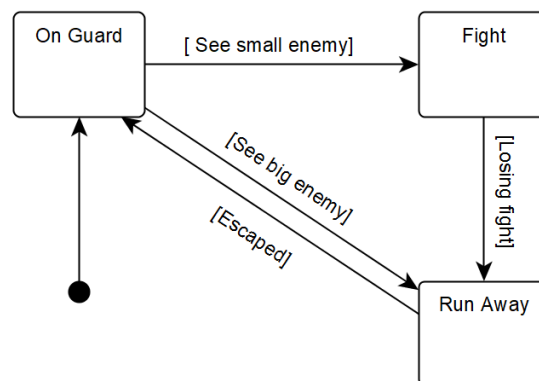 On Guard
[ See small enemy]
Fight
[See big enemy]
[Losing fight]
[Escaped]
Run Away